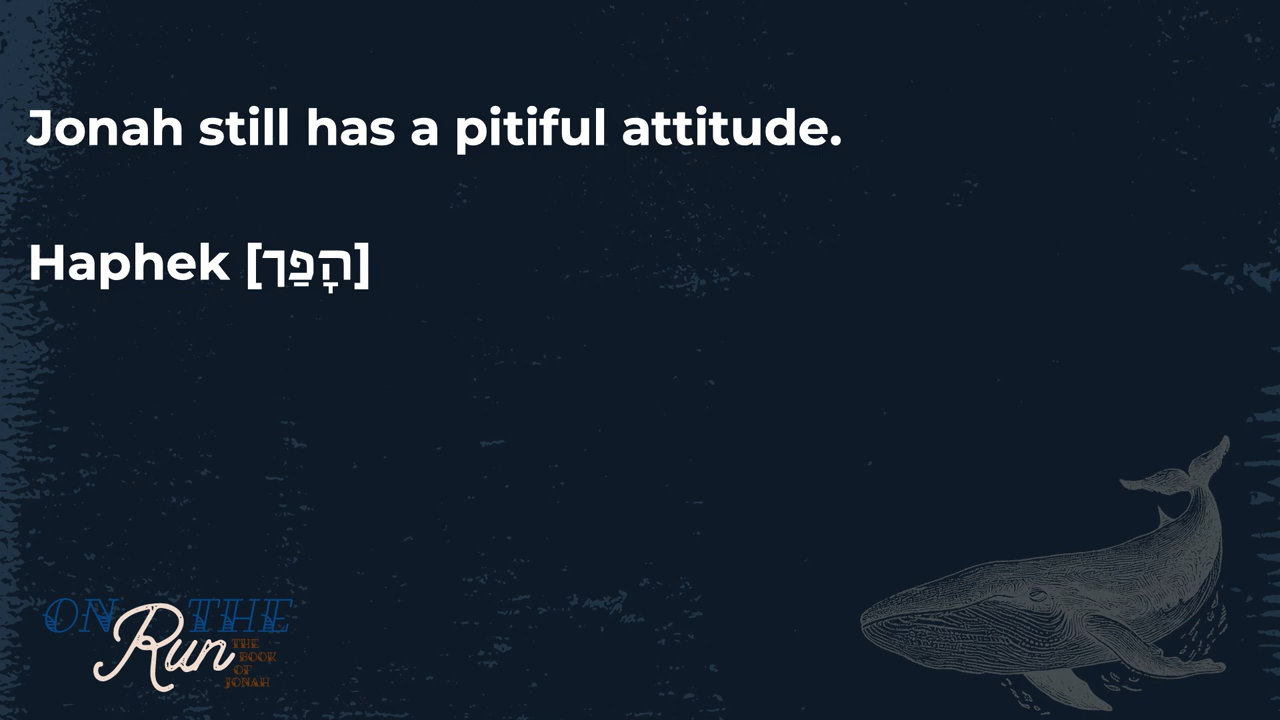 Jonah still has a pitiful attitude.
Haphek [הָפַך]
ON THE
Run
THE
BOOK
OF
JONAH